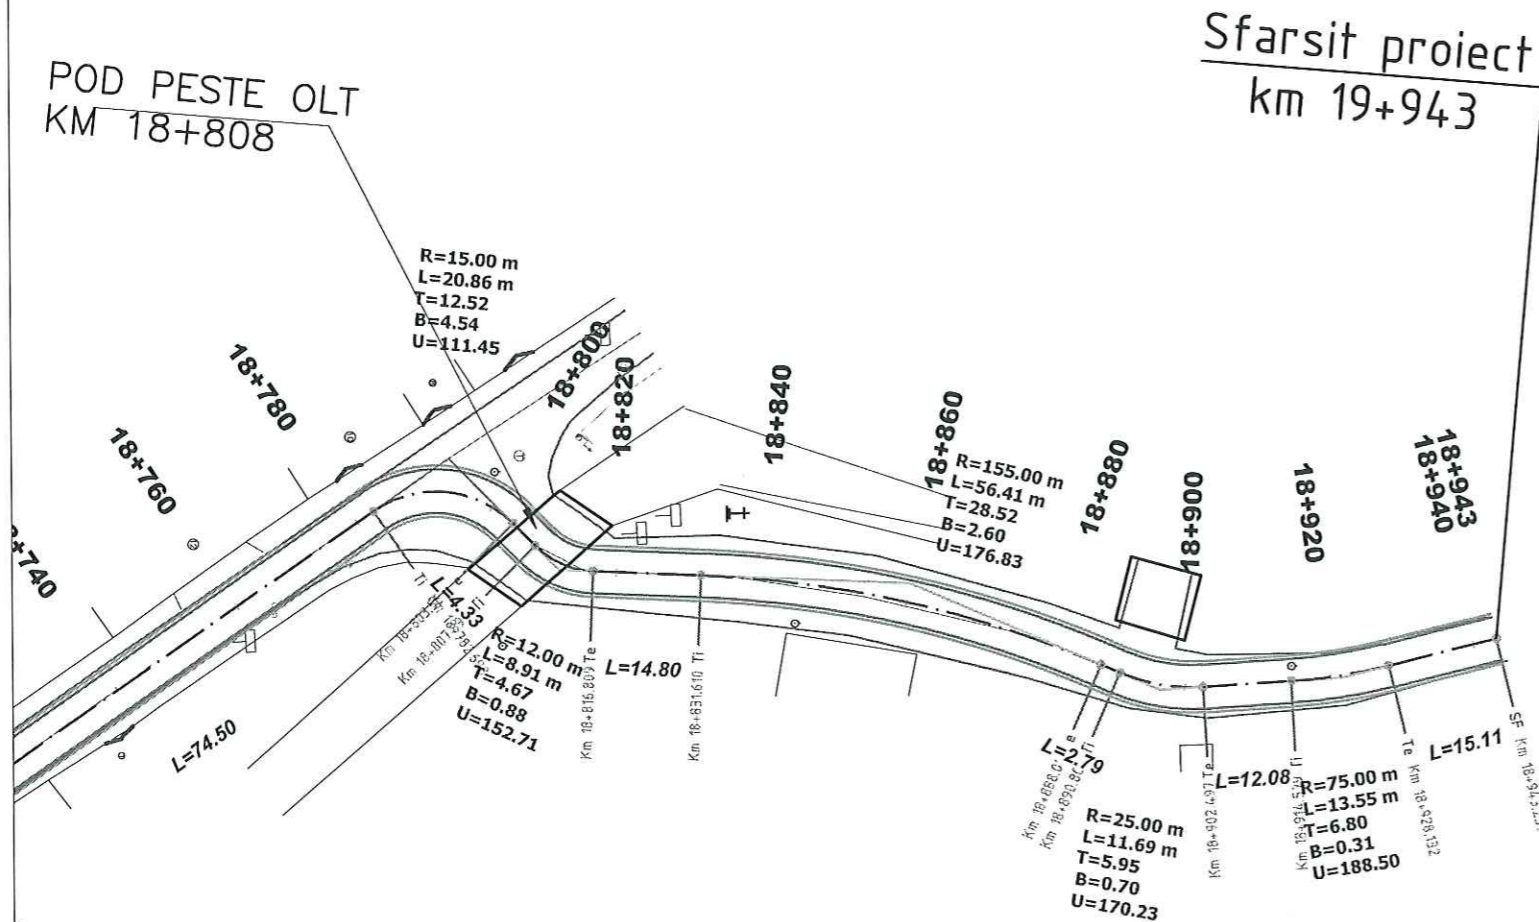 Sfarsit proiect
km 19+943
POD PESTE OLT
KM 18+808
R=15.00 m
L=20.86 m
T=12.52
B=4.54
U=111.45
18+740
18+760
18+780
18+800
18+820
18+840
18+860
18+880
18+900
18+920
18+940
18+943
R=155.00 m
L=56.41 m
T=28.52
B=2.60
U=176.83
L=74.50
Ti
L=4.33
R=12.00 m
L=8.91 m
T=4.67
B=0.88
U=152.71
Km 18+816.809 Te
L=14.80
Km 18+831.610 Ti
L=2.79
R=25.00 m
L=11.69 m
T=5.95
B=0.70
U=170.23
Km 18+902.497 Te
L=12.08
R=75.00 m
L=13.55 m
T=6.80
B=0.31
U=188.50
Te Km 18+928.132
L=15.11
SF Km